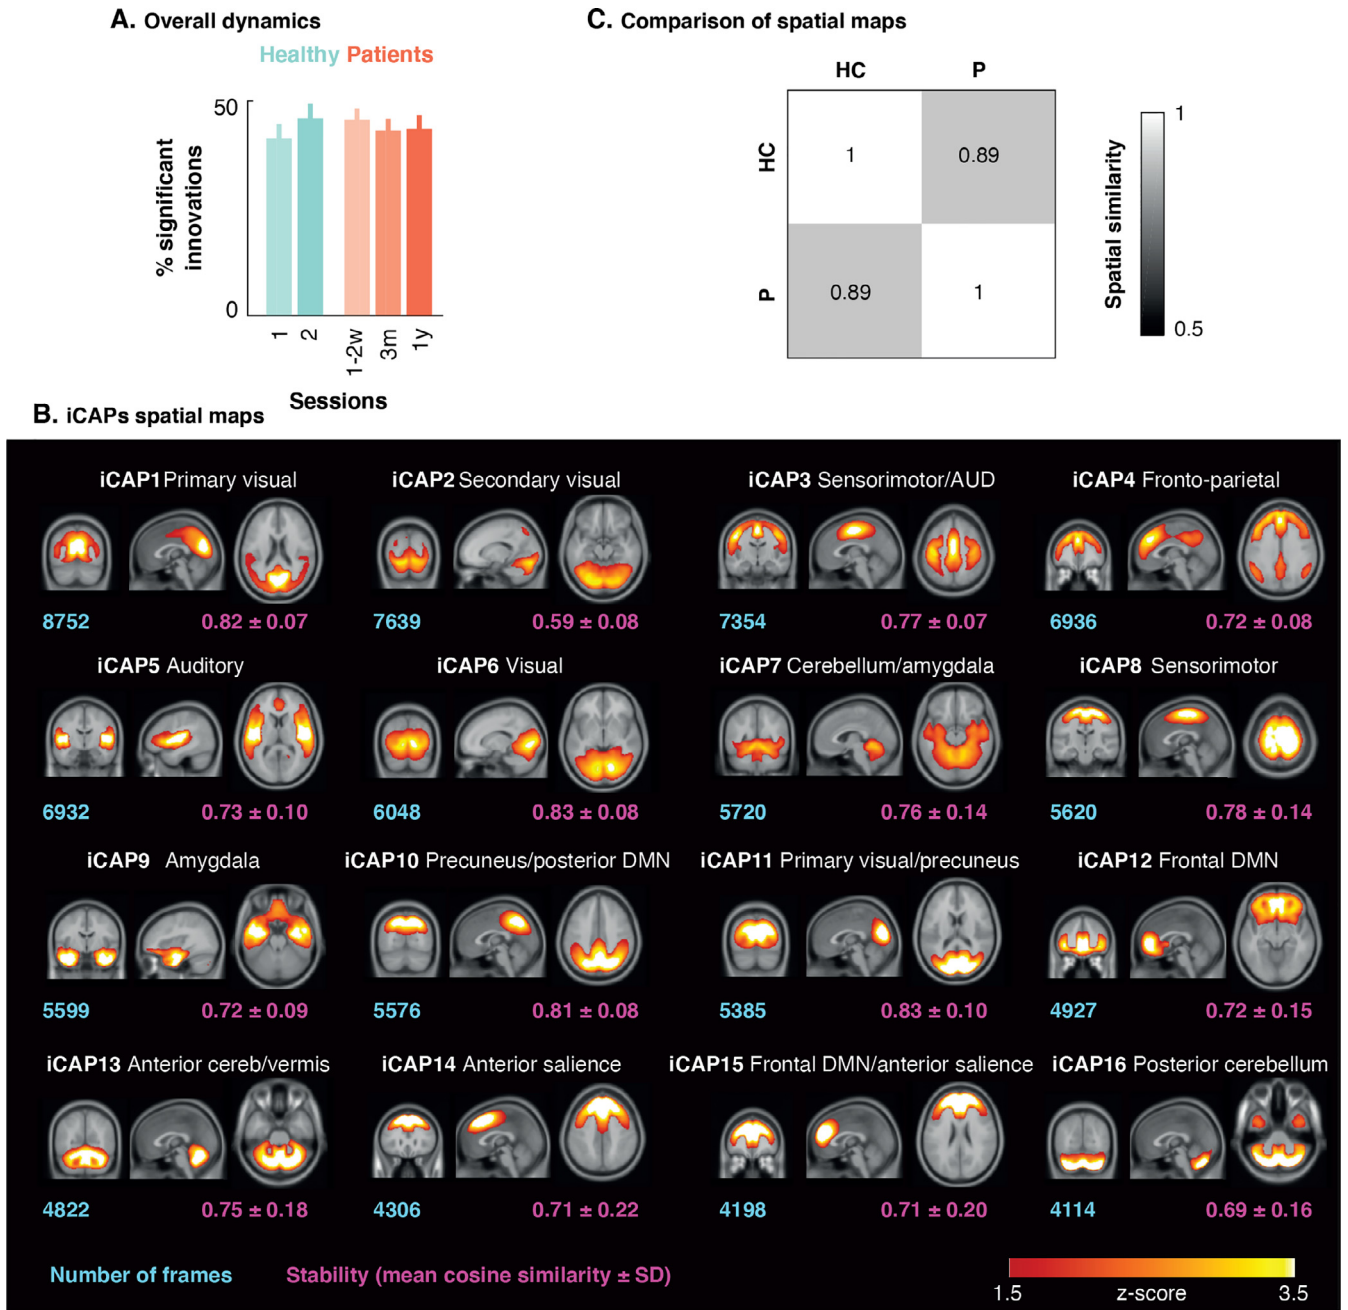 A. Overall dynamics
Healthy Patients
50
0
% significant
innovations
1
2
1-2w
3m
1y
Sessions
C. Comparison of spatial maps
HC P
HC
1 0.89
P
0.89 1
1
0.5
Spatial similarity
B. iCAPs spatial maps
iCAP1 Primary visual iCAP2 Secondary visual iCAP3 Sensorimotor/AUD iCAP4 Fronto-parietal
8752 0.82 ± 0.07 7639 0.59 ± 0.08 7354 0.77 ± 0.07 6936 0.72 ± 0.08
iCAP5 Auditory iCAP6 Visual iCAP7 Cerebellum/amygdala iCAP8 Sensorimotor
6932 0.73 ± 0.10 6048 0.83 ± 0.08 5720 0.76 ± 0.14 5620 0.78 ± 0.14
iCAP9 Amygdala iCAP10 Precuneus/posterior DMN iCAP11 Primary visual/precuneus iCAP12 Frontal DMN
5599 0.72 ± 0.09 5576 0.81 ± 0.08 5385 0.83 ± 0.10 4927 0.72 ± 0.15
iCAP13 Anterior cereb/vermis iCAP14 Anterior salience iCAP15 Frontal DMN/anterior salience iCAP16 Posterior cerebellum
4822 0.75 ± 0.18 4306 0.71 ± 0.22 4198 0.71 ± 0.20 4114 0.69 ± 0.16
Number of frames Stability (mean cosine similarity ± SD)
1.5 z-score 3.5